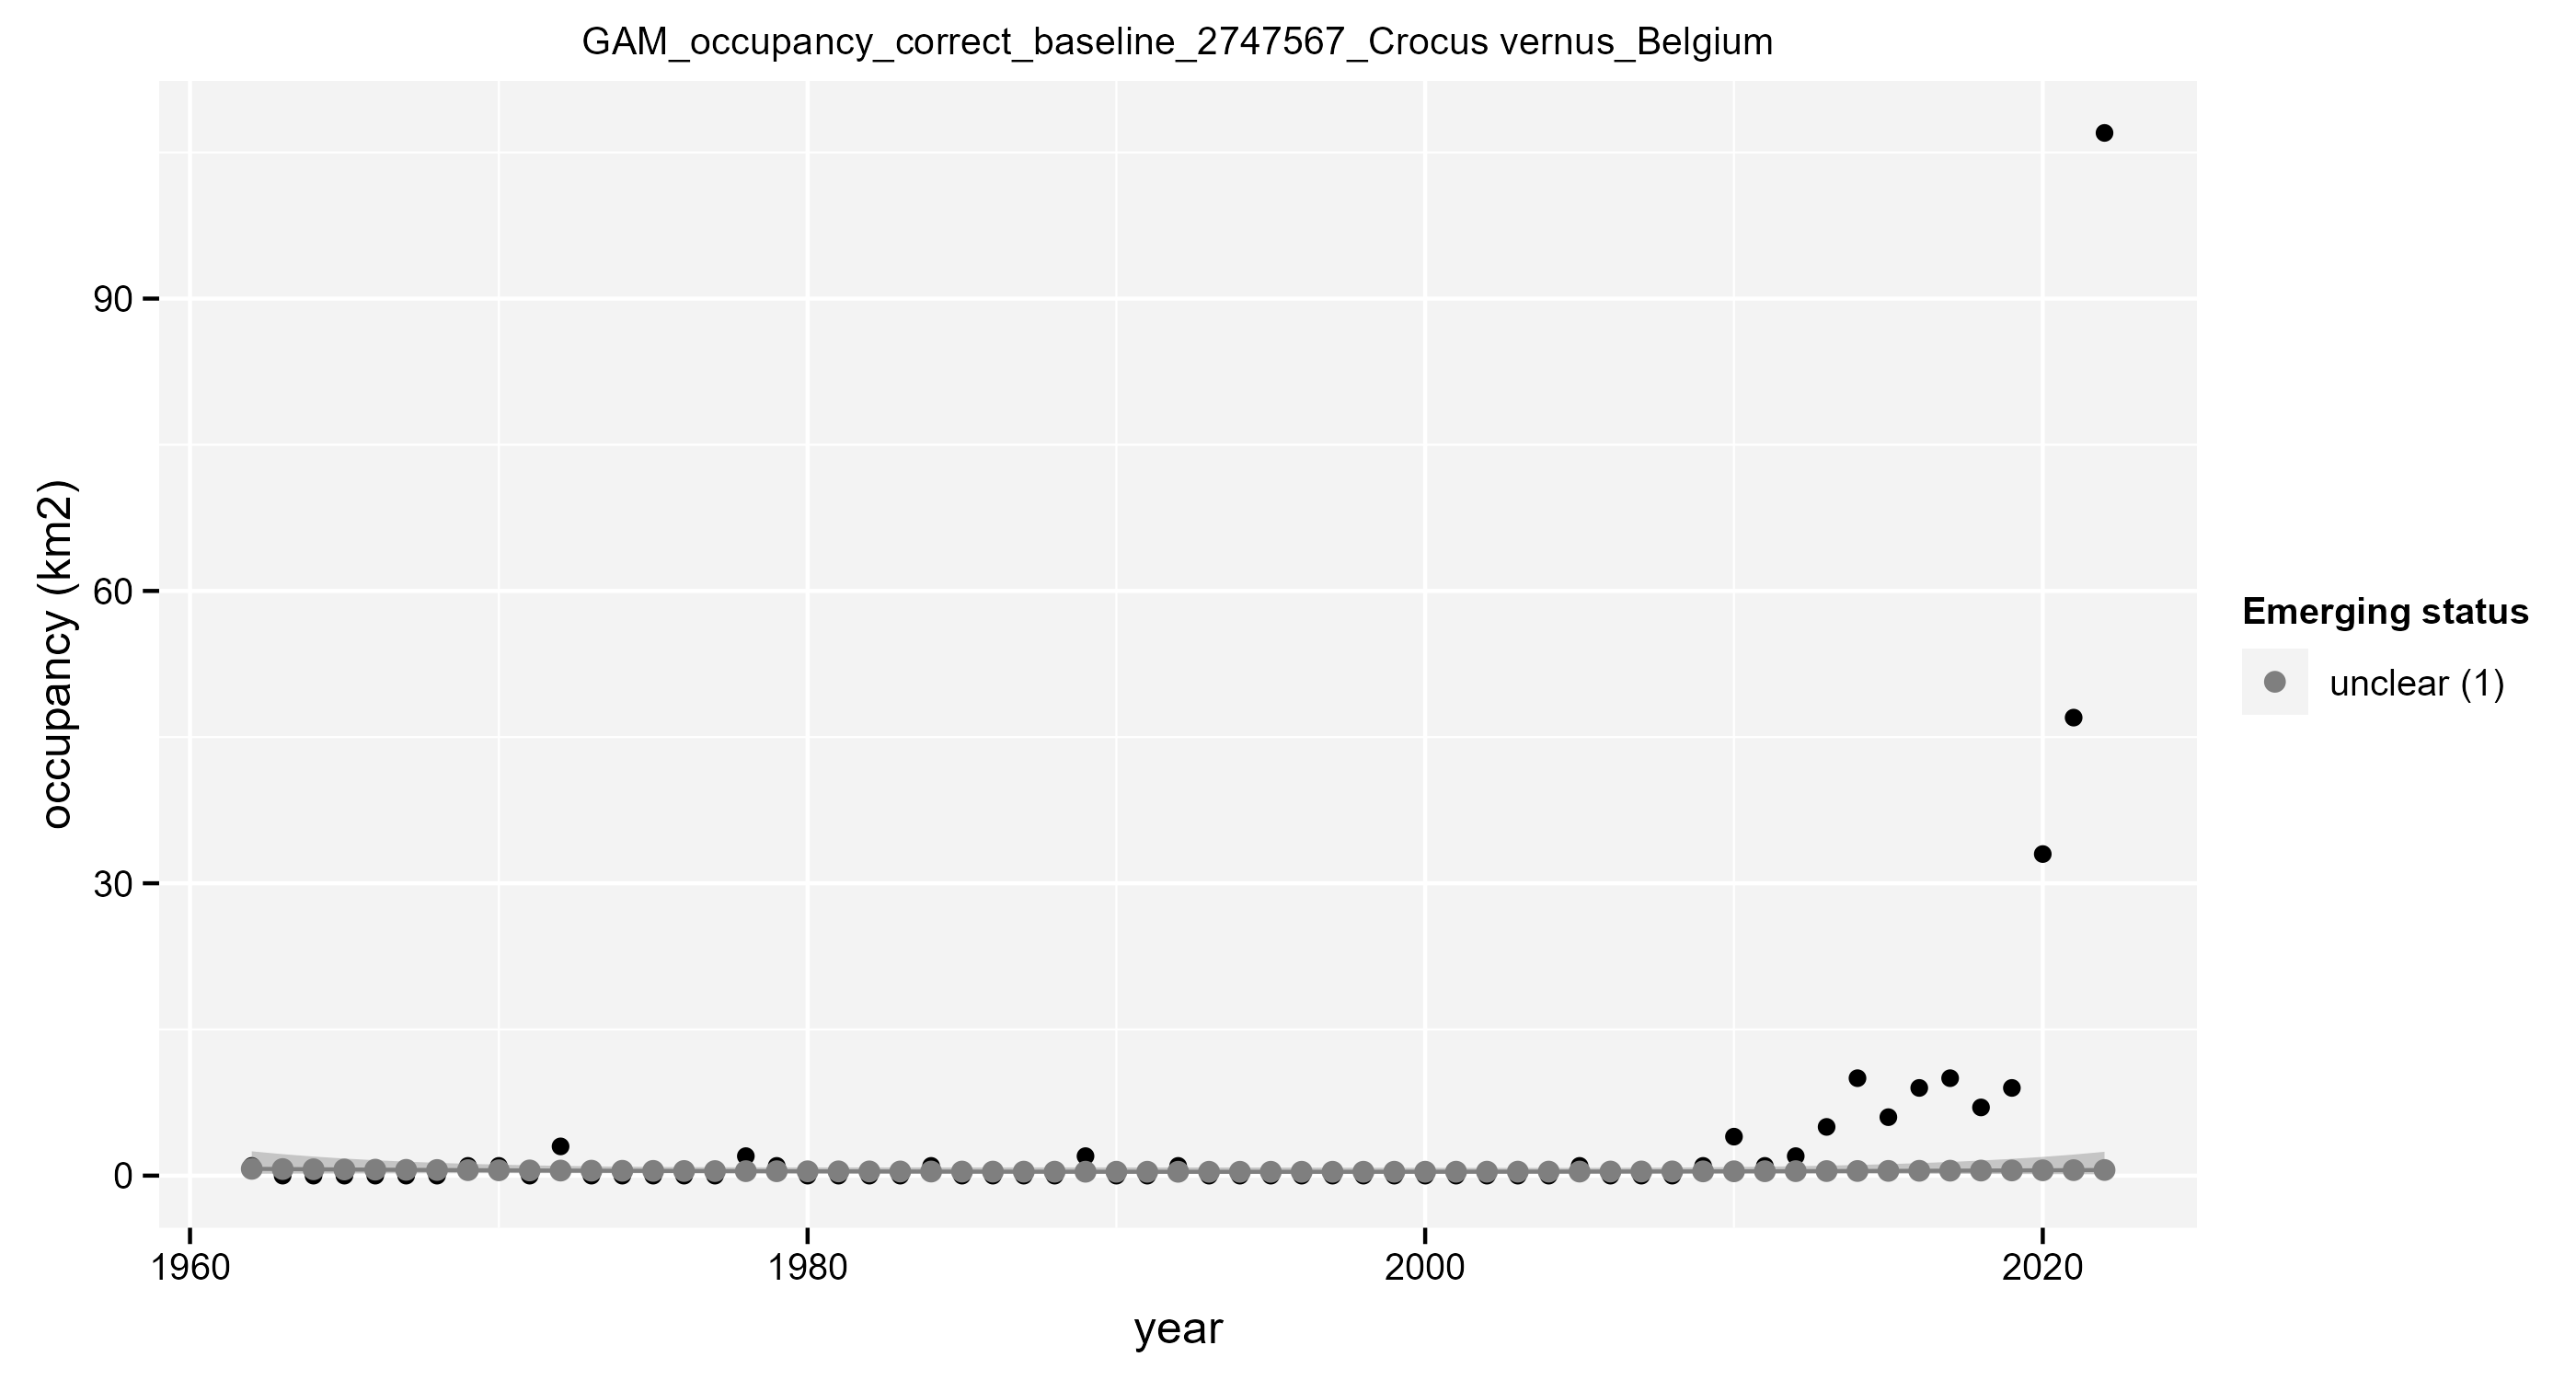 GAM_occupancy_correct_baseline_2747567_Crocus vernus_Belgium
occupancy (km2)
90
60
30
0
1960
1980
2000
2020
year
Emerging status
unclear (1)